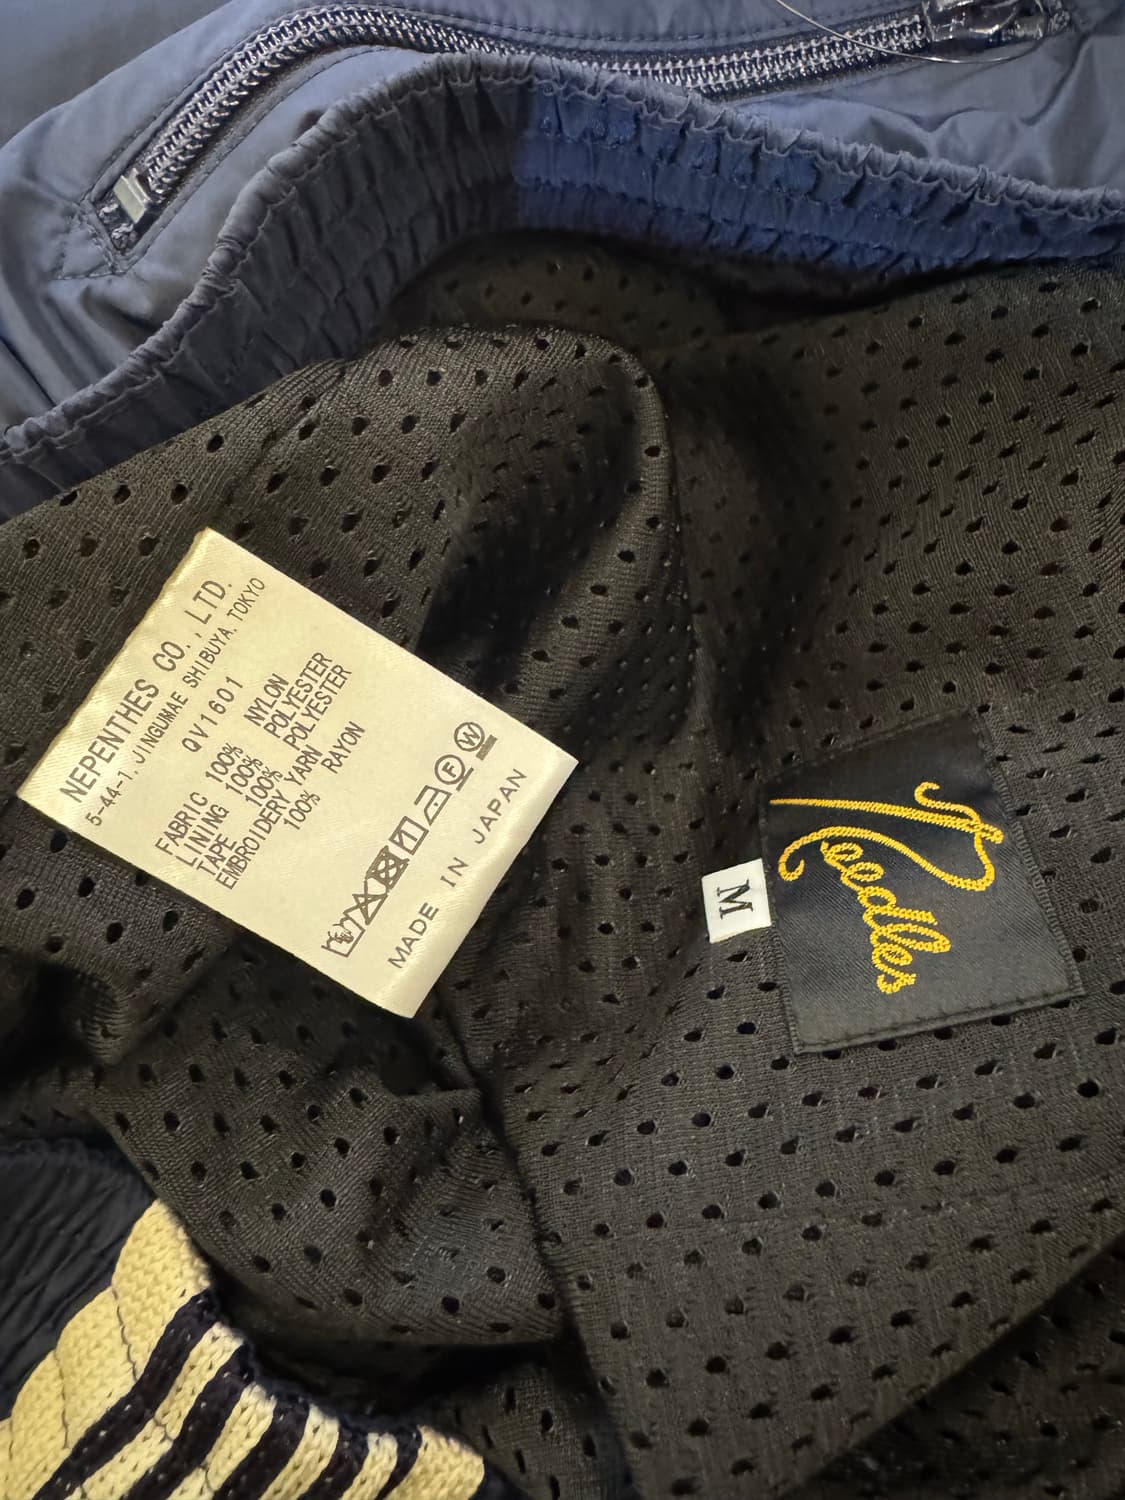 NEPENTHES CO., LTD.
5-44-1, JINGUMAE SHIBUYA, TOKYO
QV1601
FABRIC 100% NYLON
LINING 100% POLYESTER
TAPE 100% POLYESTER
EMBROIDERY YARN
100% RAYON
W
F
MADE IN JAPAN
Needles
M